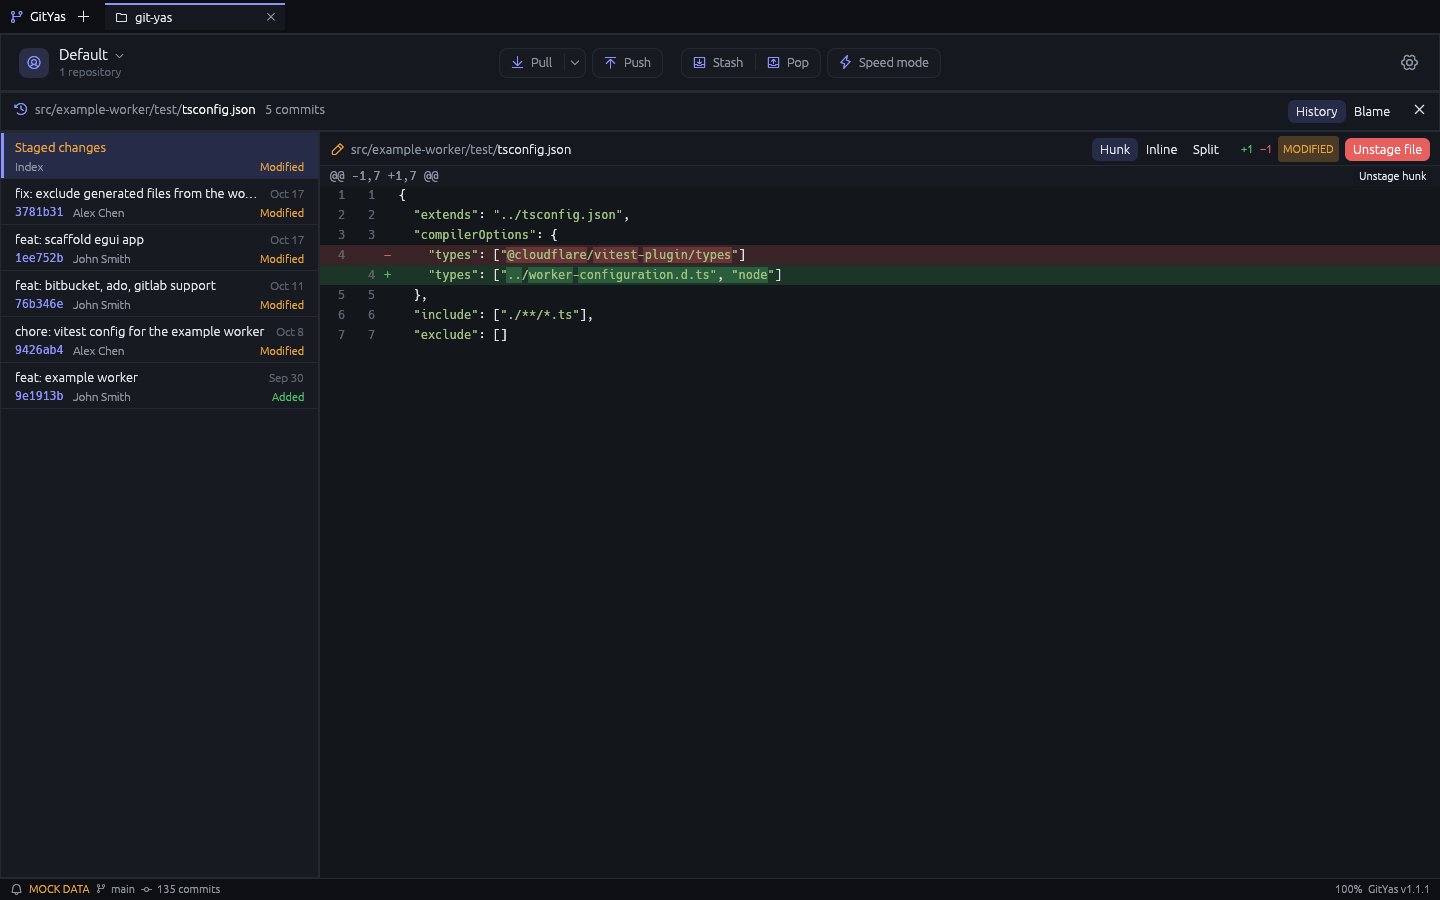 GitYas
git-yas
Default
1 repository
Pull
Push
Stash
Pop
Speed mode
src/example-worker/test/tsconfig.json 5 commits
History
Blame
Staged changes
Index Modified
fix: exclude generated files from the wo... Oct 17
3781b31 Alex Chen Modified
feat: scaffold egui app Oct 17
1ee752b John Smith Modified
feat: bitbucket, ado, gitlab support Oct 11
76b346e John Smith Modified
chore: vitest config for the example worker Oct 8
9426ab4 Alex Chen Modified
feat: example worker Sep 30
9e1913b John Smith Added
src/example-worker/test/tsconfig.json
Hunk Inline Split +1 −1 MODIFIED Unstage file
@@ -1,7 +1,7 @@ Unstage hunk
1 1 {
2 2 "extends": "../tsconfig.json",
3 3 "compilerOptions": {
4 − "types": ["@cloudflare/vitest-plugin/types"]
4 + "types": ["../worker-configuration.d.ts", "node"]
5 5 },
6 6 "include": ["./**/*.ts"],
7 7 "exclude": []
MOCK DATA main 135 commits
100% GitYas v1.1.1